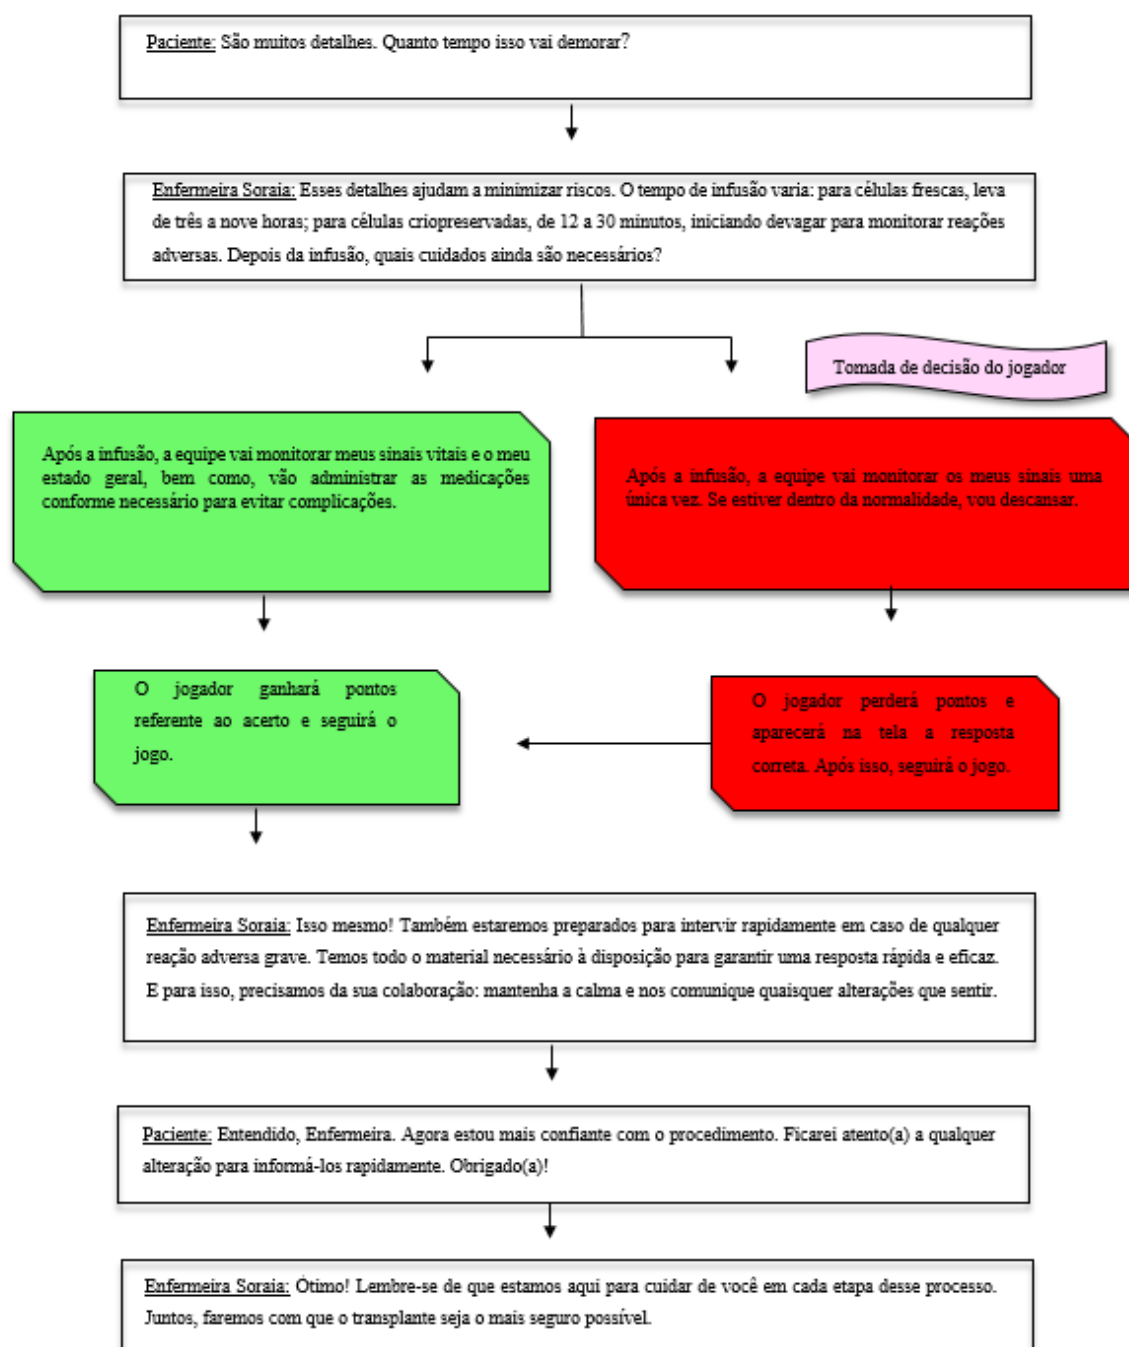 Paciente: São muitos detalhes. Quanto tempo isso vai demorar?
Enfermeira Soraia: Esses detalhes ajudam a minimizar riscos. O tempo de infusão varia: para células frescas, leva
de três a nove horas; para células criopreservadas, de 12 a 30 minutos, iniciando devagar para monitorar reações
adversas. Depois da infusão, quais cuidados ainda são necessários?
Tomada de decisão do jogador
Após a infusão, a equipe vai monitorar meus sinais vitais e o meu
estado geral, bem como, vão administrar as medicações
conforme necessário para evitar complicações.
Após a infusão, a equipe vai monitorar os meus sinais uma
única vez. Se estiver dentro da normalidade, vou descansar.
O jogador ganhará pontos
referente ao acerto e seguirá o
jogo.
O jogador perderá pontos e
aparecerá na tela a resposta
correta. Após isso, seguirá o jogo.
Enfermeira Soraia: Isso mesmo! Também estaremos preparados para intervir rapidamente em caso de qualquer
reação adversa grave. Temos todo o material necessário à disposição para garantir uma resposta rápida e eficaz.
E para isso, precisamos da sua colaboração: mantenha a calma e nos comunique quaisquer alterações que sentir.
Paciente: Entendido, Enfermeira. Agora estou mais confiante com o procedimento. Ficarei atento(a) a qualquer
alteração para informá-los rapidamente. Obrigado(a)!
Enfermeira Soraia: Ótimo! Lembre-se de que estamos aqui para cuidar de você em cada etapa desse processo.
Juntos, faremos com que o transplante seja o mais seguro possível.